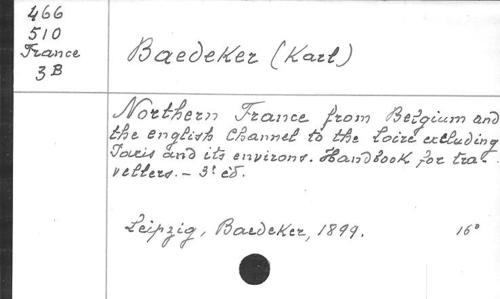 466
510
France
3B
Baedeker (Karl)
Northern France from Belgium and
the english Channel to the Loire excluding
Paris and its environs. Handbook for tra-
vellers. – 3ᵗ ed.
Leipzig, Baedeker, 1899. 16°